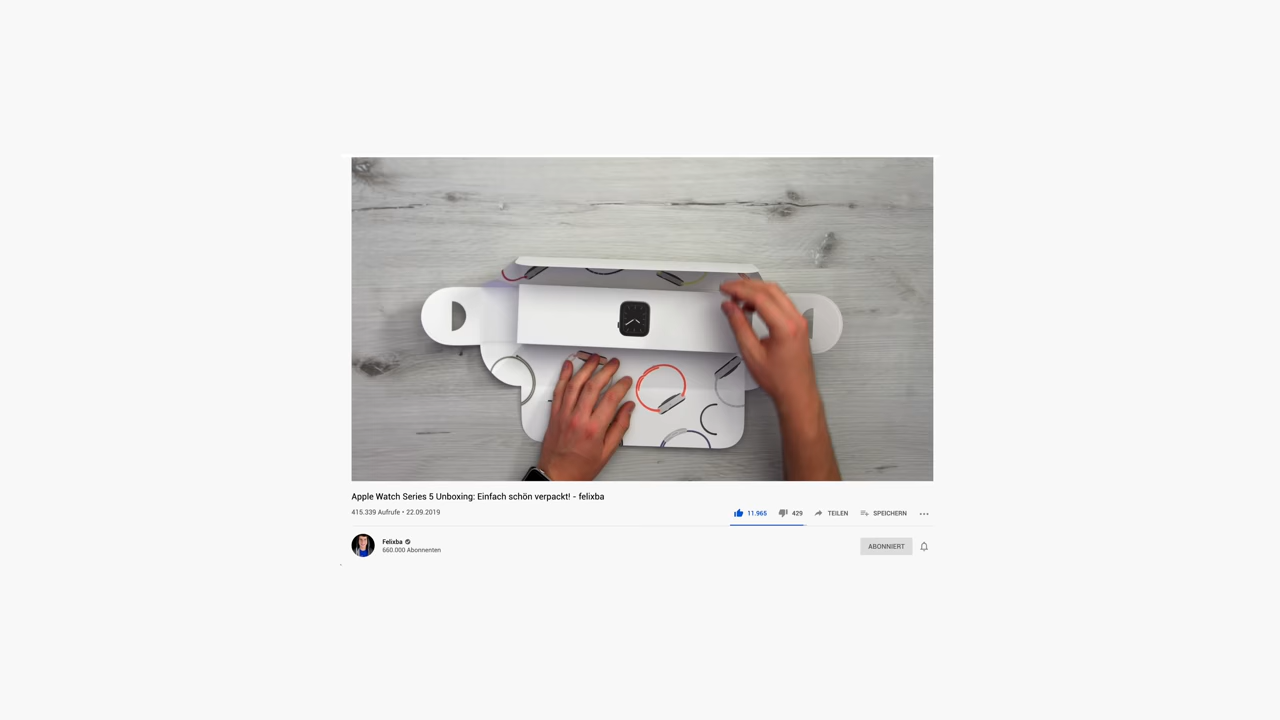 Apple Watch Series 5 Unboxing: Einfach schön verpackt! - felixba
415.339 Aufrufe • 22.09.2019
11.965 429 TEILEN SPEICHERN
Felixba
660.000 Abonnenten
ABONNIERT